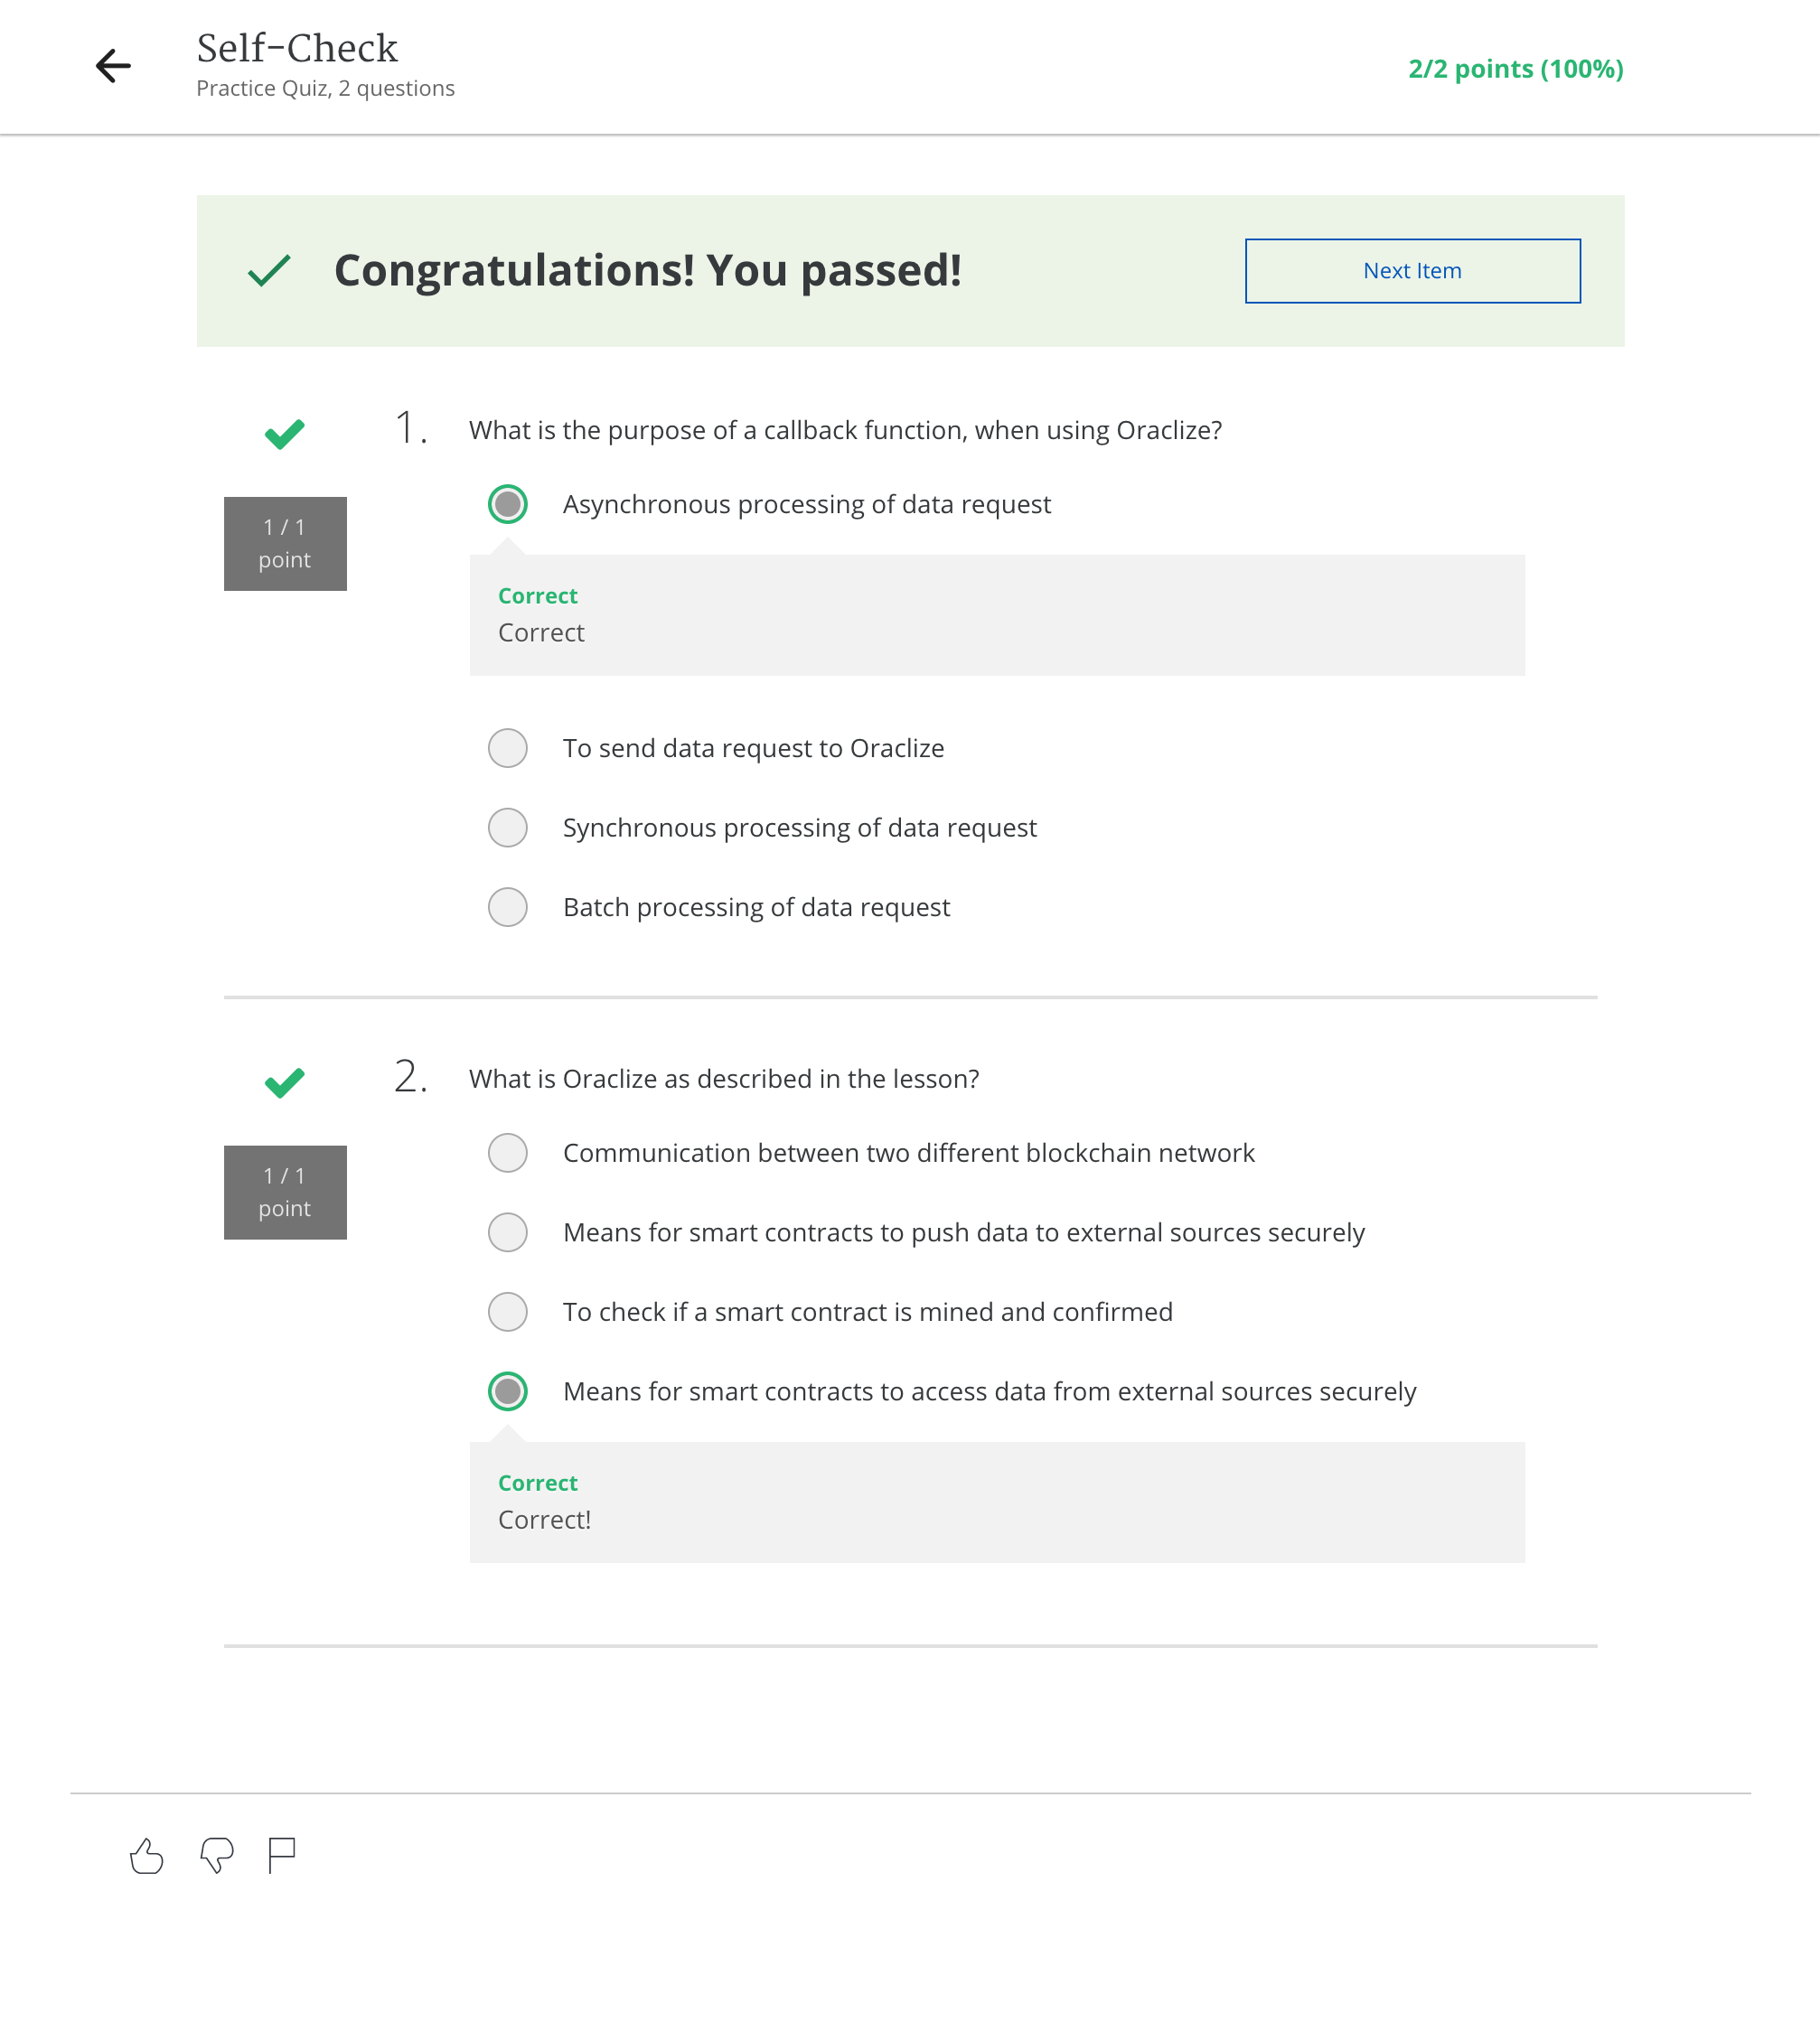 Self-Check
Practice Quiz, 2 questions
2/2 points (100%)
Congratulations! You passed!
Next Item
1.
What is the purpose of a callback function, when using Oraclize?
1 / 1
point
Asynchronous processing of data request
Correct
Correct
To send data request to Oraclize
Synchronous processing of data request
Batch processing of data request
2.
What is Oraclize as described in the lesson?
1 / 1
point
Communication between two different blockchain network
Means for smart contracts to push data to external sources securely
To check if a smart contract is mined and confirmed
Means for smart contracts to access data from external sources securely
Correct
Correct!